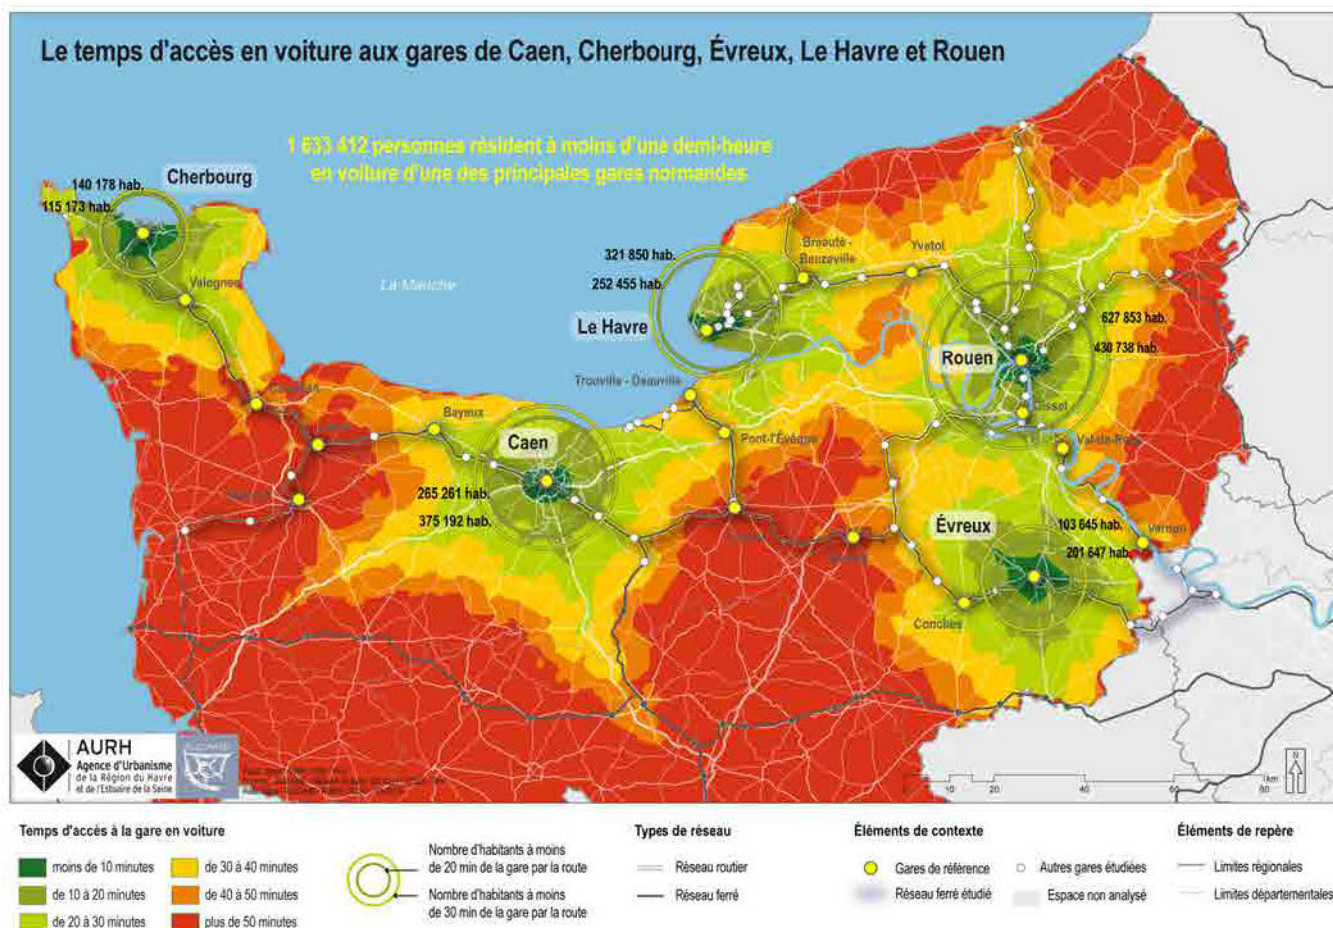 Le temps d'accès en voiture aux gares de Caen, Cherbourg, Évreux, Le Havre et Rouen
1 633 412 personnes résident à moins d'une demi-heure
en voiture d'une des principales gares normandes
140 178 hab.
Cherbourg
115 173 hab.
Valognes
La Manche
321 850 hab.
252 455 hab.
Le Havre
Bréauté -
Beuzeville
Yvetot
627 853 hab.
430 738 hab.
Rouen
Trouville - Deauville
Oissel
Bayeux
Caen
Pont-l'Évêque
265 261 hab.
375 192 hab.
Évreux
103 645 hab.
201 647 hab.
Vernon
Conches
AURH
Agence d'Urbanisme
de la Région du Havre
et de l'Estuaire de la Seine
N
0 10 20 40 60 80 km
Temps d'accès à la gare en voiture
moins de 10 minutes
de 10 à 20 minutes
de 20 à 30 minutes
de 30 à 40 minutes
de 40 à 50 minutes
plus de 50 minutes
Nombre d'habitants à moins
de 20 min de la gare par la route
Nombre d'habitants à moins
de 30 min de la gare par la route
Types de réseau
Réseau routier
Réseau ferré
Éléments de contexte
Gares de référence
Réseau ferré étudié
Autres gares étudiées
Espace non analysé
Éléments de repère
Limites régionales
Limites départementales